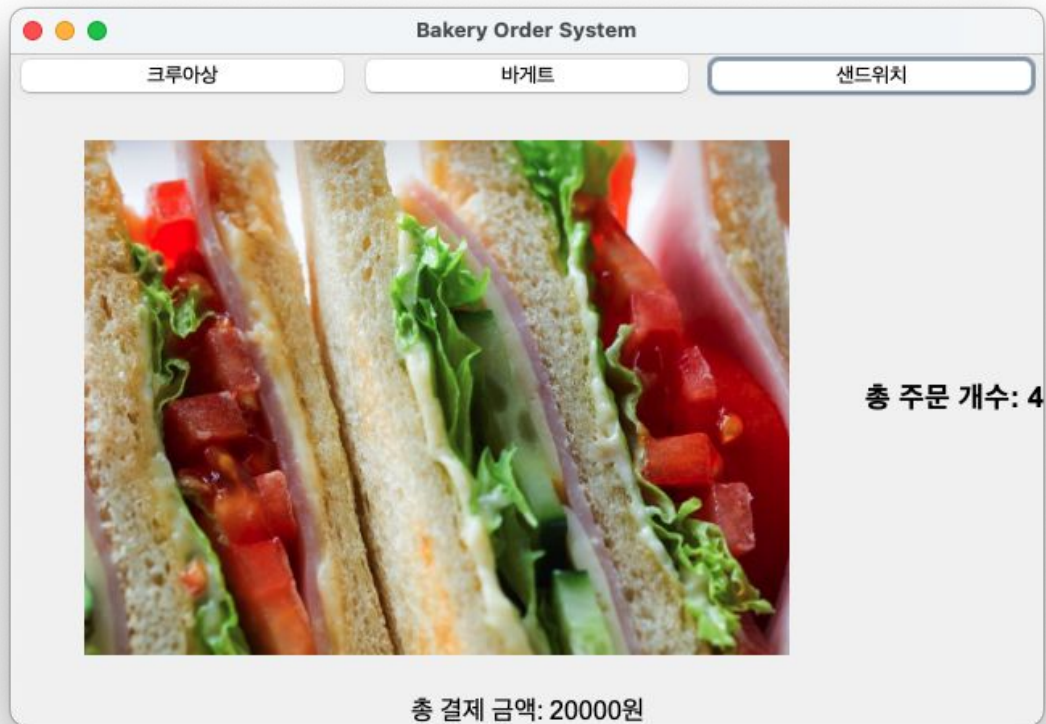 Bakery Order System
크루아상
바게트
샌드위치
총 주문 개수: 4
총 결제 금액: 20000원